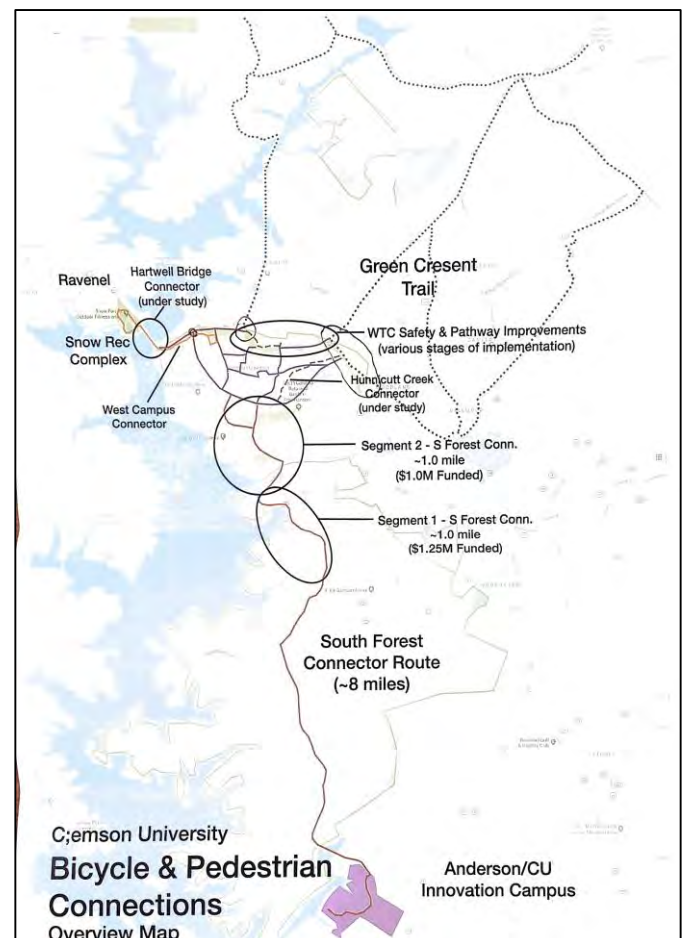 Green Cresent
Trail
Ravenel
Hartwell Bridge
Connector
(under study)
Snow Rec
Complex
WTC Safety & Pathway Improvements
(various stages of implementation)
Hunnicutt Creek
Connector
(under study)
West Campus
Connector
Segment 2 - S Forest Conn.
~1.0 mile
($1.0M Funded)
Segment 1 - S Forest Conn.
~1.0 mile
($1.25M Funded)
South Forest
Connector Route
(~8 miles)
C;emson University
Bicycle & Pedestrian
Connections
Overview Map
Anderson/CU
Innovation Campus